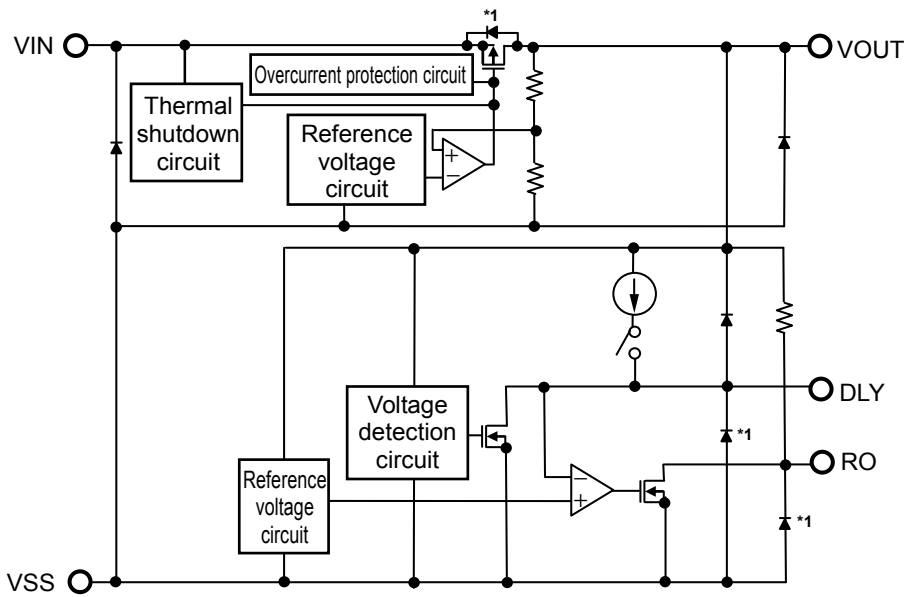 *1
VIN
VOUT
Overcurrent protection circuit
Thermal
shutdown
circuit
Reference
voltage
circuit
+
−
DLY
Voltage
detection
circuit
*1
Reference
voltage
circuit
−
+
RO
*1
VSS